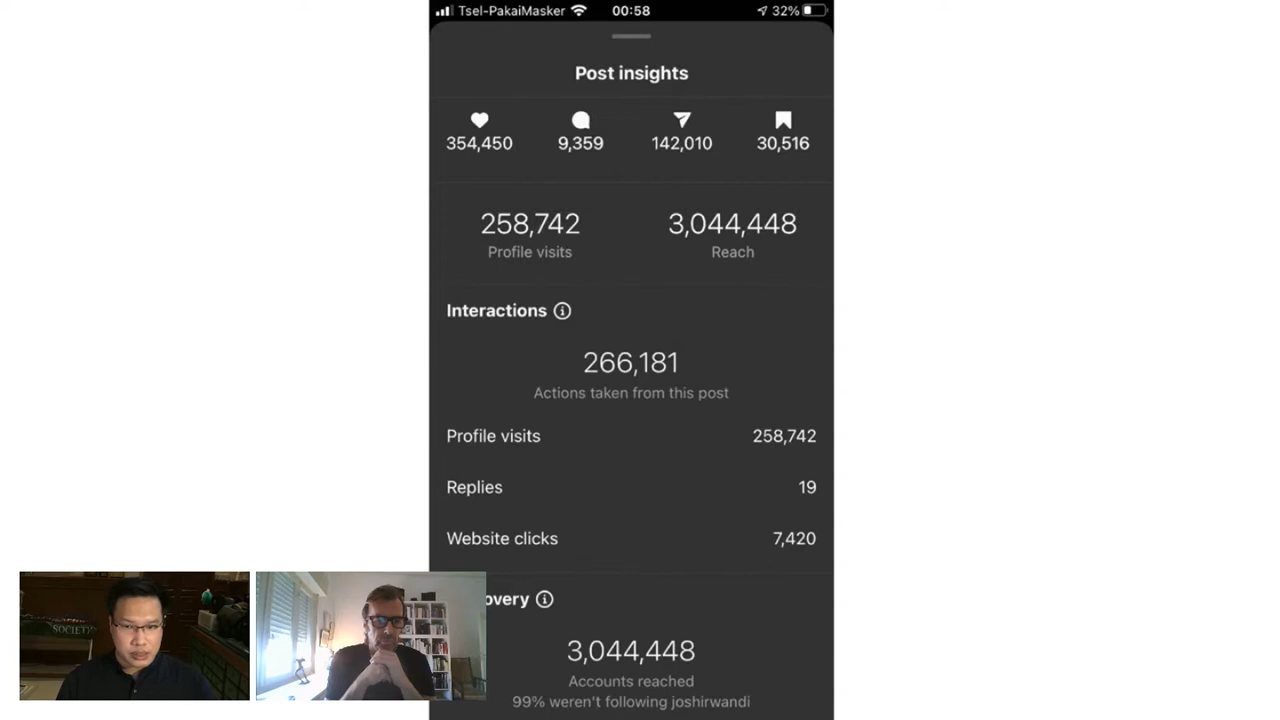 Tsel-PakaiMasker 00:58 32%
Post insights
354,450 9,359 142,010 30,516
258,742 3,044,448
Profile visits Reach
Interactions
266,181
Actions taken from this post
Profile visits 258,742
Replies 19
Website clicks 7,420
overy
3,044,448
Accounts reached
99% weren't following joshirwandi
SOCIETY